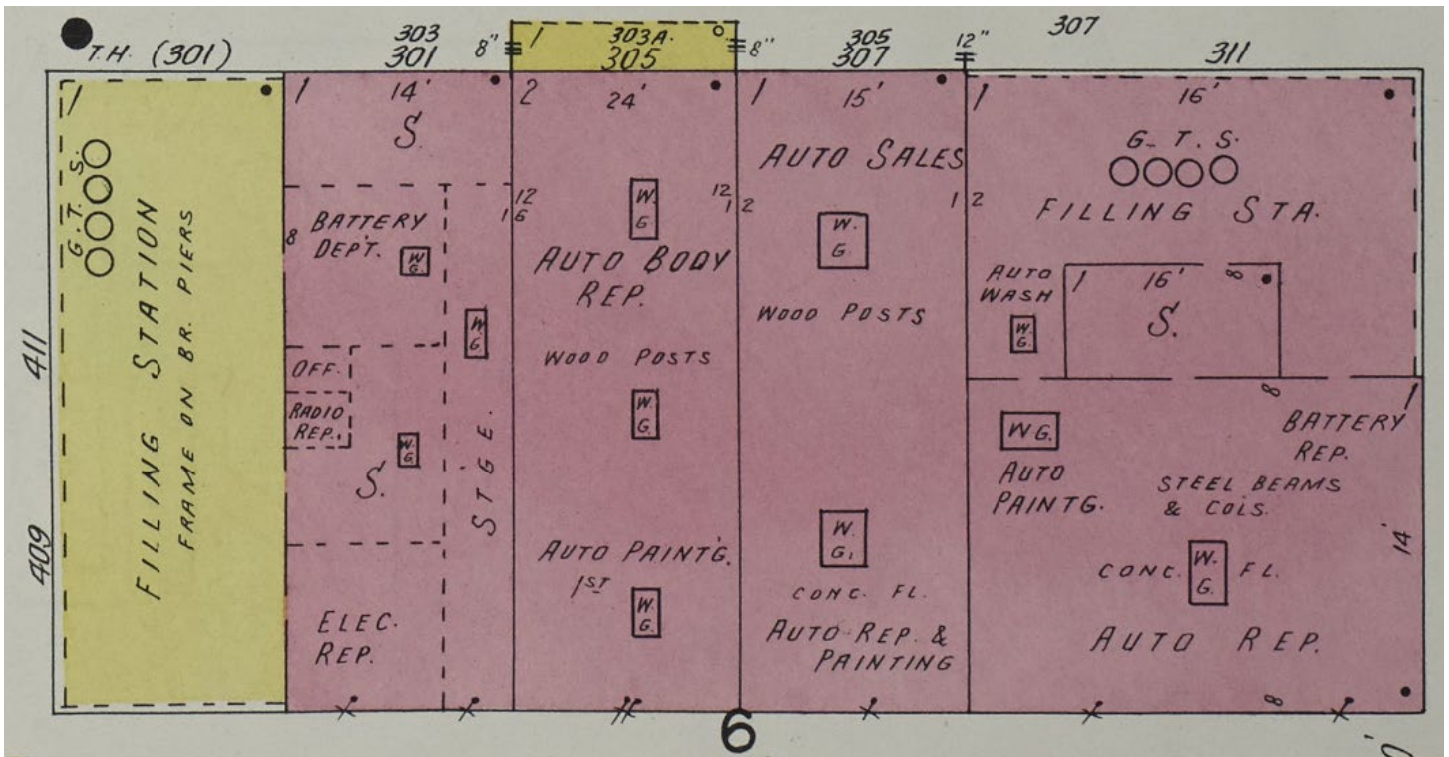 T.H. (301)
303
301
8"
1
303A.
305
8"
305
307
12"
307
311
1
G.T.S.
FILLING STATION
FRAME ON BR. PIERS
411
409
1
14'
S.
BATTERY
DEP'T.
8
W.
G.
OFF.
RADIO
REP.
W.
G.
S.
ELEC.
REP.
W.
G.
STGE.
2
24'
12
16
12
12
W.
G
AUTO BODY
REP.
WOOD POSTS
W.
G.
AUTO PAINT'G.
1ST
W.
G.
1
15'
AUTO SALES
12
W.
G.
WOOD POSTS
W.
G.
CONC. FL.
AUTO REP. &
PAINTING
1
16'
G. T. S.
FILLING STA.
AUTO
WASH
W.
G.
1
16'
8
S.
8
1
W G.
AUTO
PAINTG.
BATTERY
REP.
STEEL BEAMS
& COLS.
14'
CONC.
W.
G.
FL.
AUTO REP.
8
6